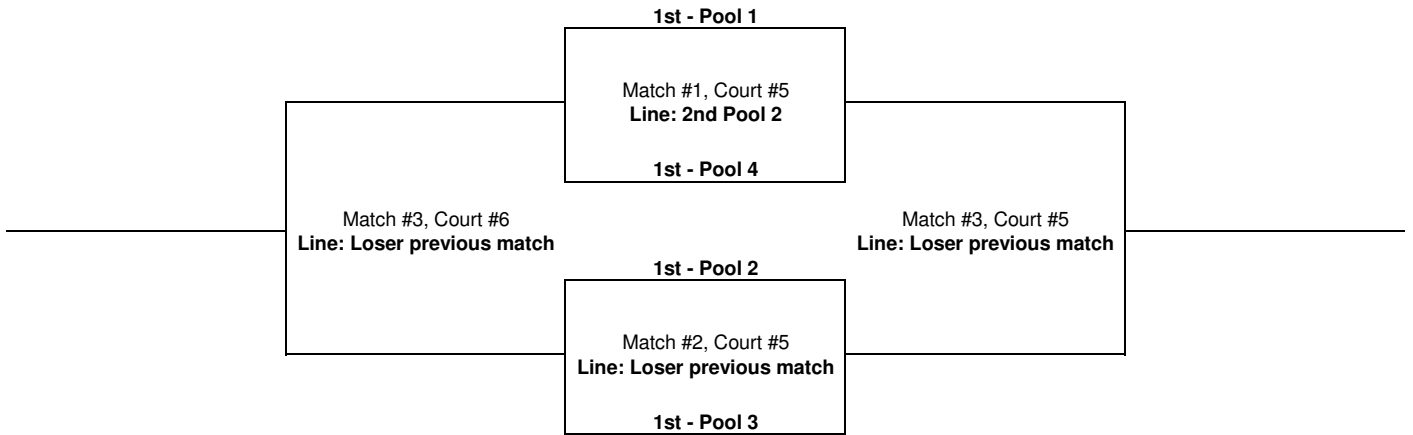 1st - Pool 1
Match #1, Court #5
Line: 2nd Pool 2
1st - Pool 4
Match #3, Court #6
Line: Loser previous match
Match #3, Court #5
Line: Loser previous match
1st - Pool 2
Match #2, Court #5
Line: Loser previous match
1st - Pool 3